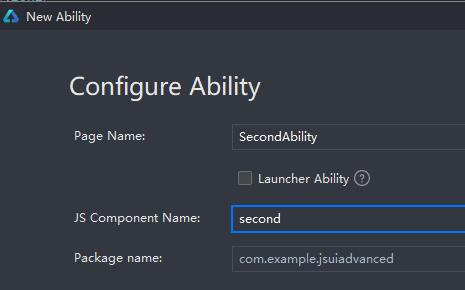 New Ability
Configure Ability
Page Name:
SecondAbility
Launcher Ability ?
JS Component Name:
second
Package name:
com.example.jsuiadvanced